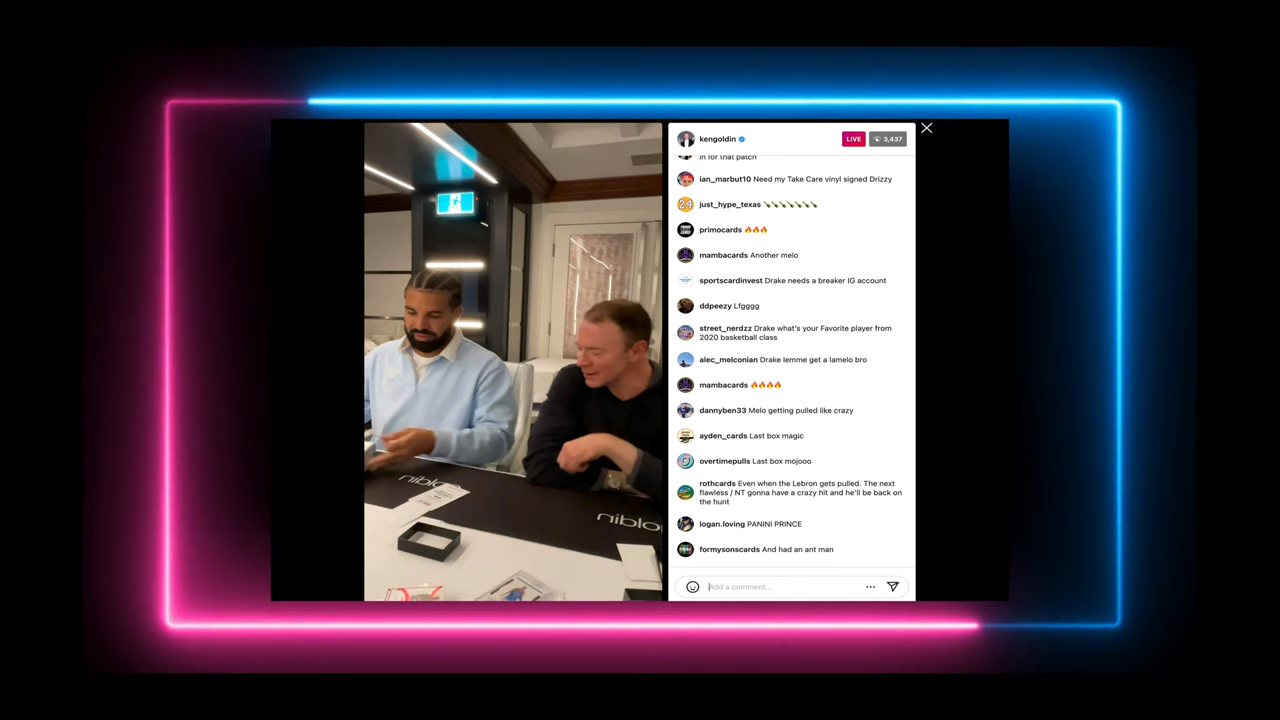 kengoldin
LIVE
3,437
in for that patch
ian_marbut10 Need my Take Care vinyl signed Drizzy
just_hype_texas
primocards 🔥🔥🔥
mambacards Another melo
sportscardinvest Drake needs a breaker IG account
ddpeezy Lfgggg
street_nerdzz Drake what's your Favorite player from
2020 basketball class
alec_melconian Drake lemme get a lamelo bro
mambacards 🔥🔥🔥🔥
dannyben33 Melo getting pulled like crazy
ayden_cards Last box magic
overtimepulls Last box mojooo
rothcards Even when the Lebron gets pulled. The next
flawless / NT gonna have a crazy hit and he'll be back on
the hunt
logan.loving PANINI PRINCE
formysonscards And had an ant man
Add a comment...
24